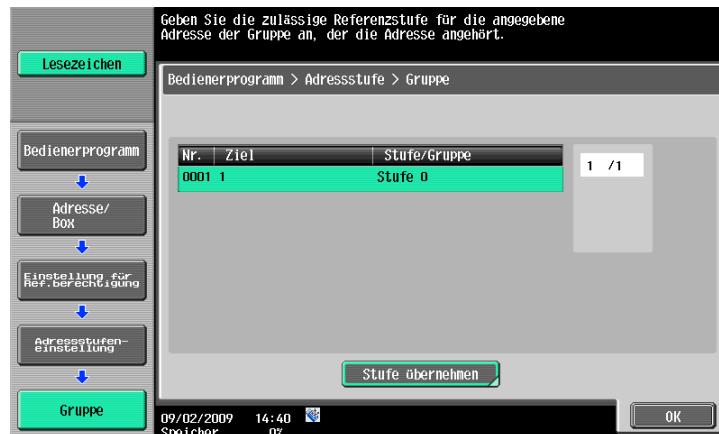 Geben Sie die zulässige Referenzstufe für die angegebene
Adresse der Gruppe an, der die Adresse angehört.
Lesezeichen
Bedienerprogramm > Adressstufe > Gruppe
Bedienerprogramm
Adresse/
Box
Einstellung für
Ref.berechtigung
Adressstufen-
einstellung
Gruppe
Nr. Ziel Stufe/Gruppe
0001 1 Stufe 0
1 /1
Stufe übernehmen
09/02/2009 14:40
Speicher 0%
OK